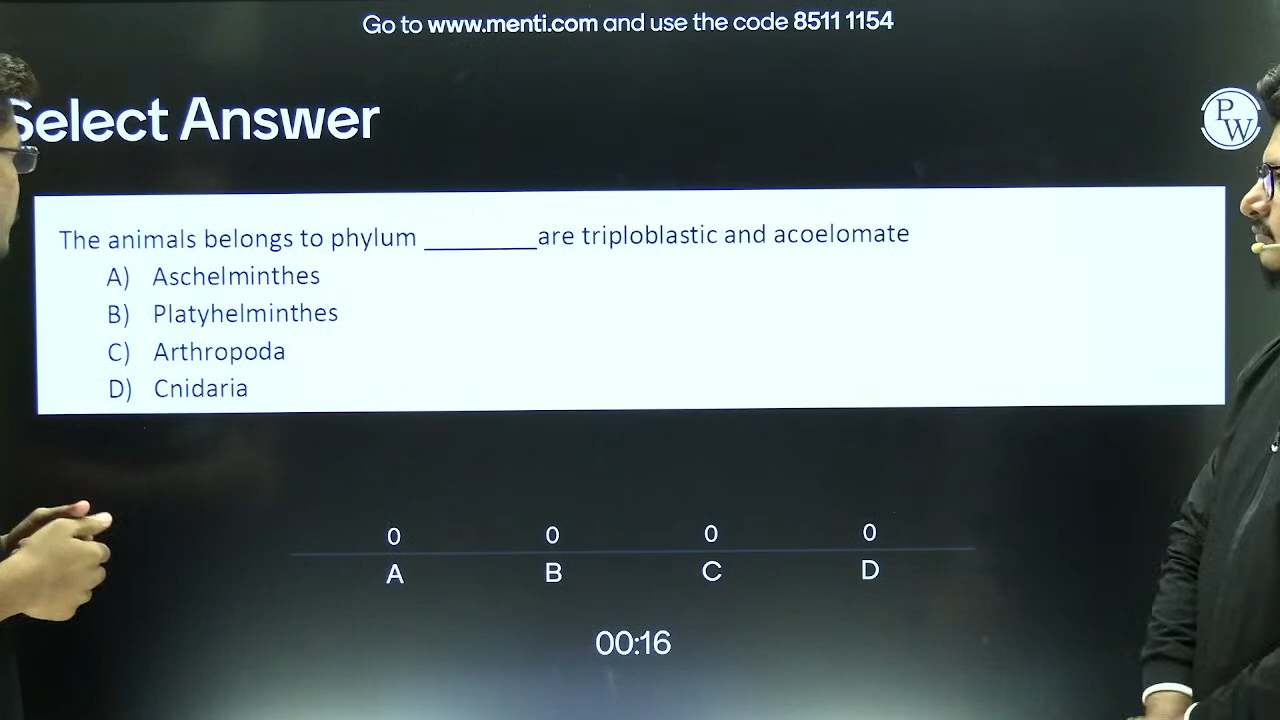 Go to www.menti.com and use the code 8511 1154
Select Answer
PW
The animals belongs to phylum ________are triploblastic and acoelomate
A) Aschelminthes
B) Platyhelminthes
C) Arthropoda
D) Cnidaria
0 0 0 0
A B C D
00:16